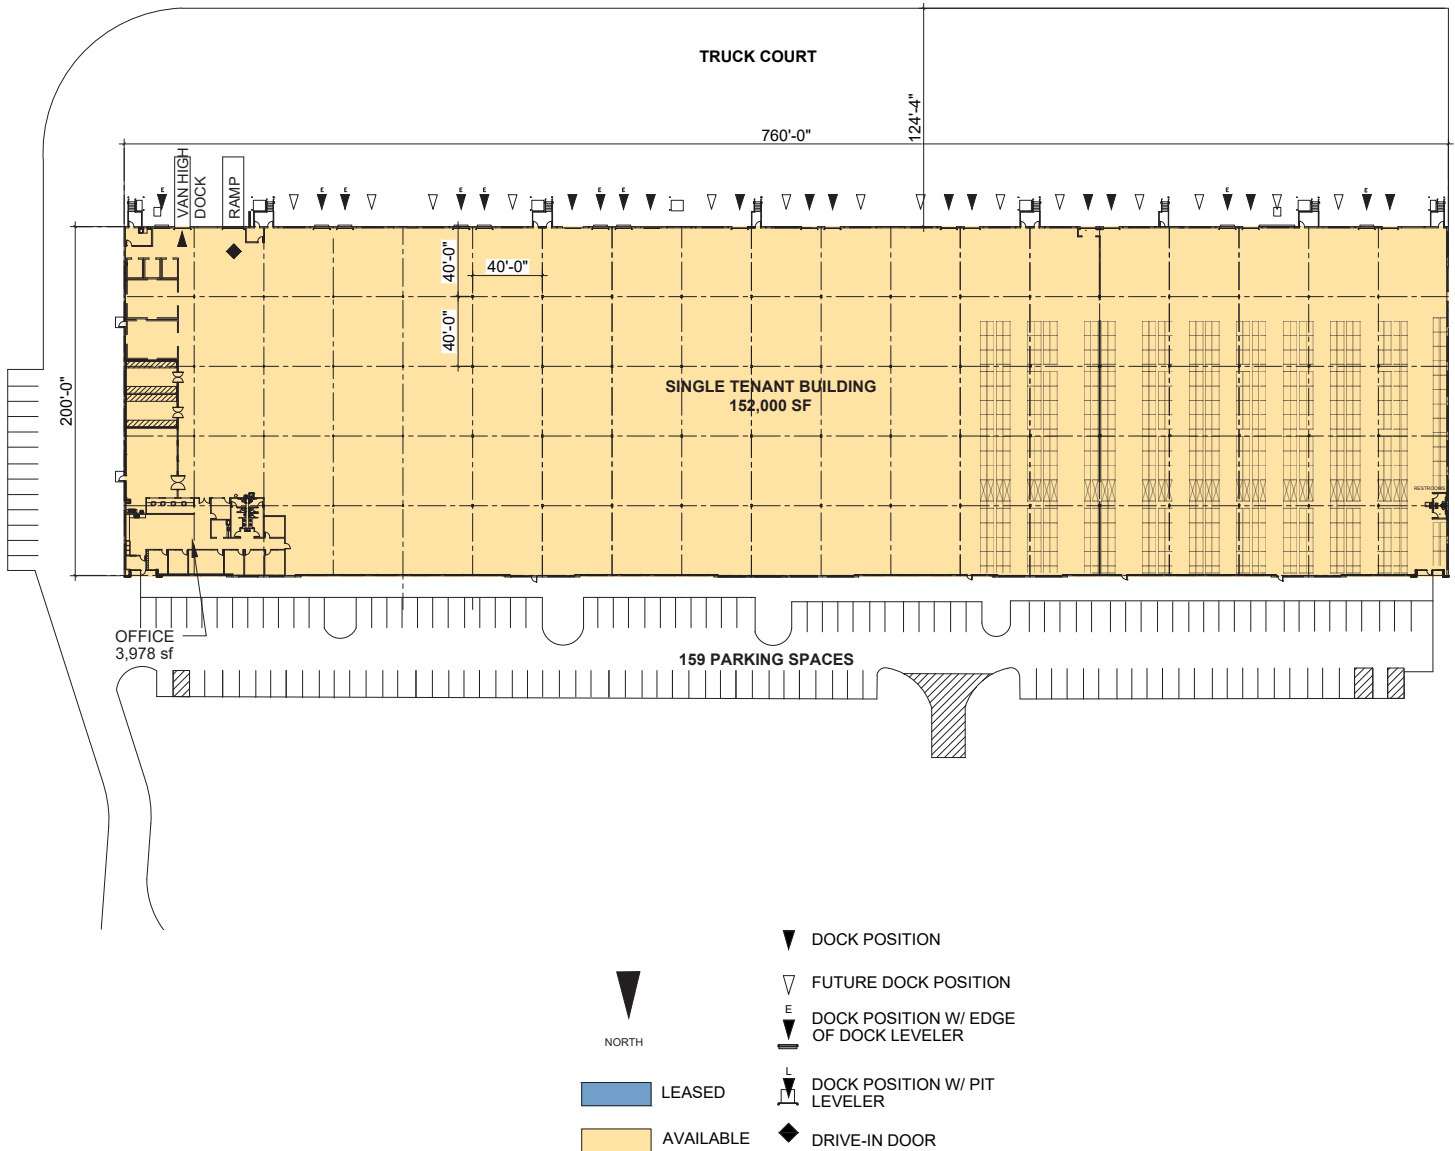 TRUCK COURT
124'-4"
760'-0"
E
VAN HIGH
DOCK
RAMP
E
E
E
E
E
E
E
E
40'-0"
40'-0"
40'-0"
200'-0"
SINGLE TENANT BUILDING
152,000 SF
RESTROOMS
OFFICE
3,978 sf
159 PARKING SPACES
NORTH
LEASED
AVAILABLE
DOCK POSITION
FUTURE DOCK POSITION
E
DOCK POSITION W/ EDGE
OF DOCK LEVELER
L
DOCK POSITION W/ PIT
LEVELER
DRIVE-IN DOOR